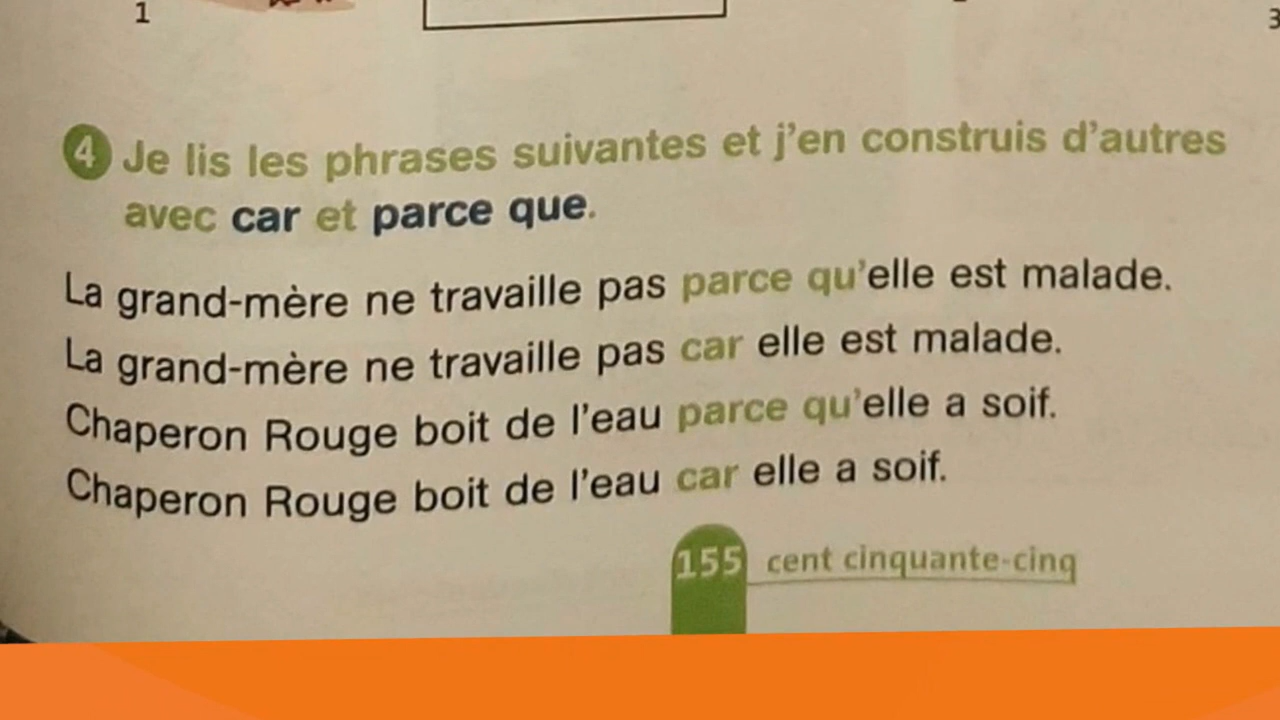 1
3
4 Je lis les phrases suivantes et j'en construis d'autres
avec car et parce que.
La grand-mère ne travaille pas parce qu'elle est malade.
La grand-mère ne travaille pas car elle est malade.
Chaperon Rouge boit de l'eau parce qu'elle a soif.
Chaperon Rouge boit de l'eau car elle a soif.
155 cent cinquante-cinq